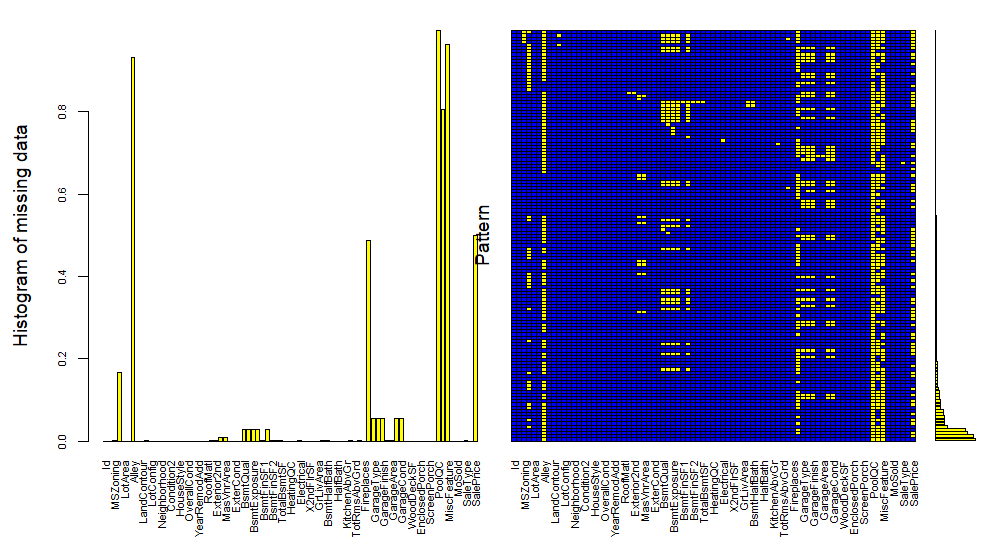 Histogram of missing data
0.0
0.2
0.4
0.6
0.8
Id
MSZoning
LotArea
Alley
LandContour
LotConfig
Neighborhood
Condition2
HouseStyle
OverallCond
YearRemodAdd
RoofMatl
Exterior2nd
MasVnrArea
ExterCond
BsmtQual
BsmtExposure
BsmtFinSF1
BsmtFinSF2
TotalBsmtSF
HeatingQC
Electrical
X2ndFlrSF
GrLivArea
BsmtHalfBath
HalfBath
KitchenAbvGr
TotRmsAbvGrd
Fireplaces
GarageType
GarageFinish
GarageArea
GarageCond
WoodDeckSF
EnclosedPorch
ScreenPorch
PoolQC
MiscFeature
MoSold
SaleType
SalePrice
Pattern
Id
MSZoning
LotArea
Alley
LandContour
LotConfig
Neighborhood
Condition2
HouseStyle
OverallCond
YearRemodAdd
RoofMatl
Exterior2nd
MasVnrArea
ExterCond
BsmtQual
BsmtExposure
BsmtFinSF1
BsmtFinSF2
TotalBsmtSF
HeatingQC
Electrical
X2ndFlrSF
GrLivArea
BsmtHalfBath
HalfBath
KitchenAbvGr
TotRmsAbvGrd
Fireplaces
GarageType
GarageFinish
GarageArea
GarageCond
WoodDeckSF
EnclosedPorch
ScreenPorch
PoolQC
MiscFeature
MoSold
SaleType
SalePrice